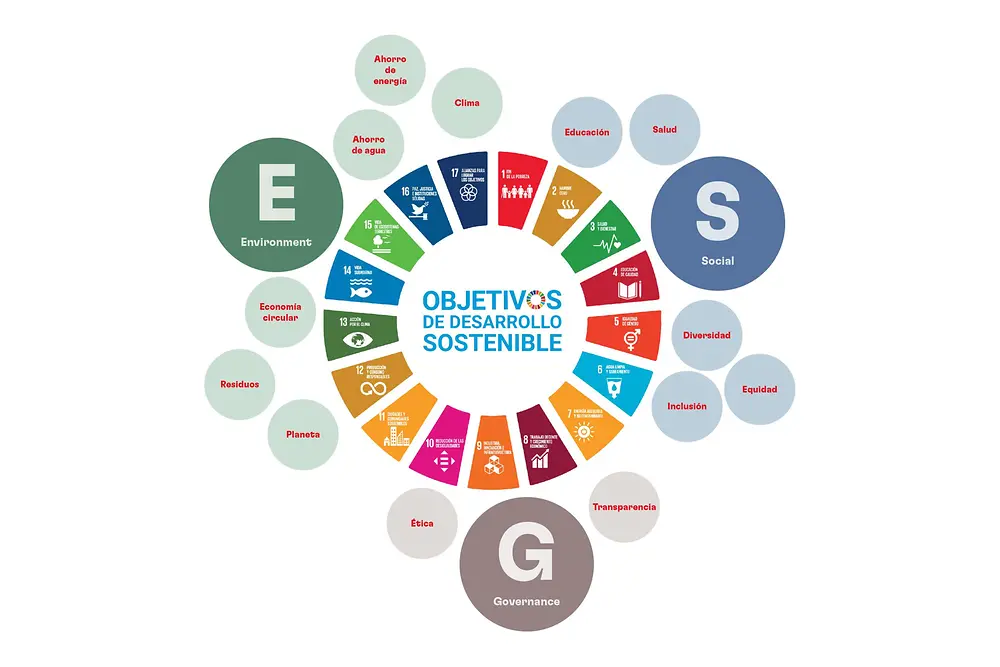 Ahorro
de
energía
Clima
Ahorro
de agua
Educación
Salud
E
Environment
S
Social
Economía
circular
Residuos
Planeta
Diversidad
Equidad
Inclusión
Ética
Transparencia
G
Governance
OBJETIVOS
DE DESARROLLO
SOSTENIBLE
1 FIN
DE LA POBREZA
2 HAMBRE
CERO
3 SALUD
Y BIENESTAR
4 EDUCACIÓN
DE CALIDAD
5 IGUALDAD
DE GÉNERO
6 AGUA LIMPIA
Y SANEAMIENTO
7 ENERGÍA ASEQUIBLE
Y NO CONTAMINANTE
8 TRABAJO DECENTE
Y CRECIMIENTO
ECONÓMICO
9 INDUSTRIA,
INNOVACIÓN E
INFRAESTRUCTURA
10 REDUCCIÓN DE LAS
DESIGUALDADES
11 CIUDADES Y
COMUNIDADES
SOSTENIBLES
12 PRODUCCIÓN
Y CONSUMO
RESPONSABLES
13 ACCIÓN
POR EL CLIMA
14 VIDA
SUBMARINA
15 VIDA
DE ECOSISTEMAS
TERRESTRES
16 PAZ, JUSTICIA
E INSTITUCIONES
SÓLIDAS
17 ALIANZAS PARA
LOGRAR
LOS OBJETIVOS